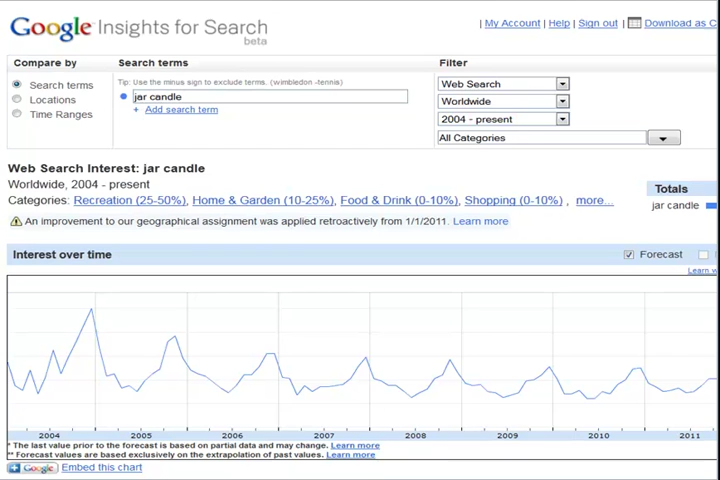 Google Insights for Search
beta
| My Account | Help | Sign out | Download as C
Compare by
Search terms
Locations
Time Ranges
Search terms
Tip: Use the minus sign to exclude terms. (wimbledon -tennis)
jar candle
+ Add search term
Filter
Web Search
Worldwide
2004 - present
All Categories
Web Search Interest: jar candle
Worldwide, 2004 - present
Categories: Recreation (25-50%), Home & Garden (10-25%), Food & Drink (0-10%), Shopping (0-10%) , more...
An improvement to our geographical assignment was applied retroactively from 1/1/2011. Learn more
Totals
jar candle
Interest over time
Forecast
Learn w
2004 2005 2006 2007 2008 2009 2010 2011
* The last value prior to the forecast is based on partial data and may change. Learn more
** Forecast values are based exclusively on the extrapolation of past values. Learn more
+ Google Embed this chart